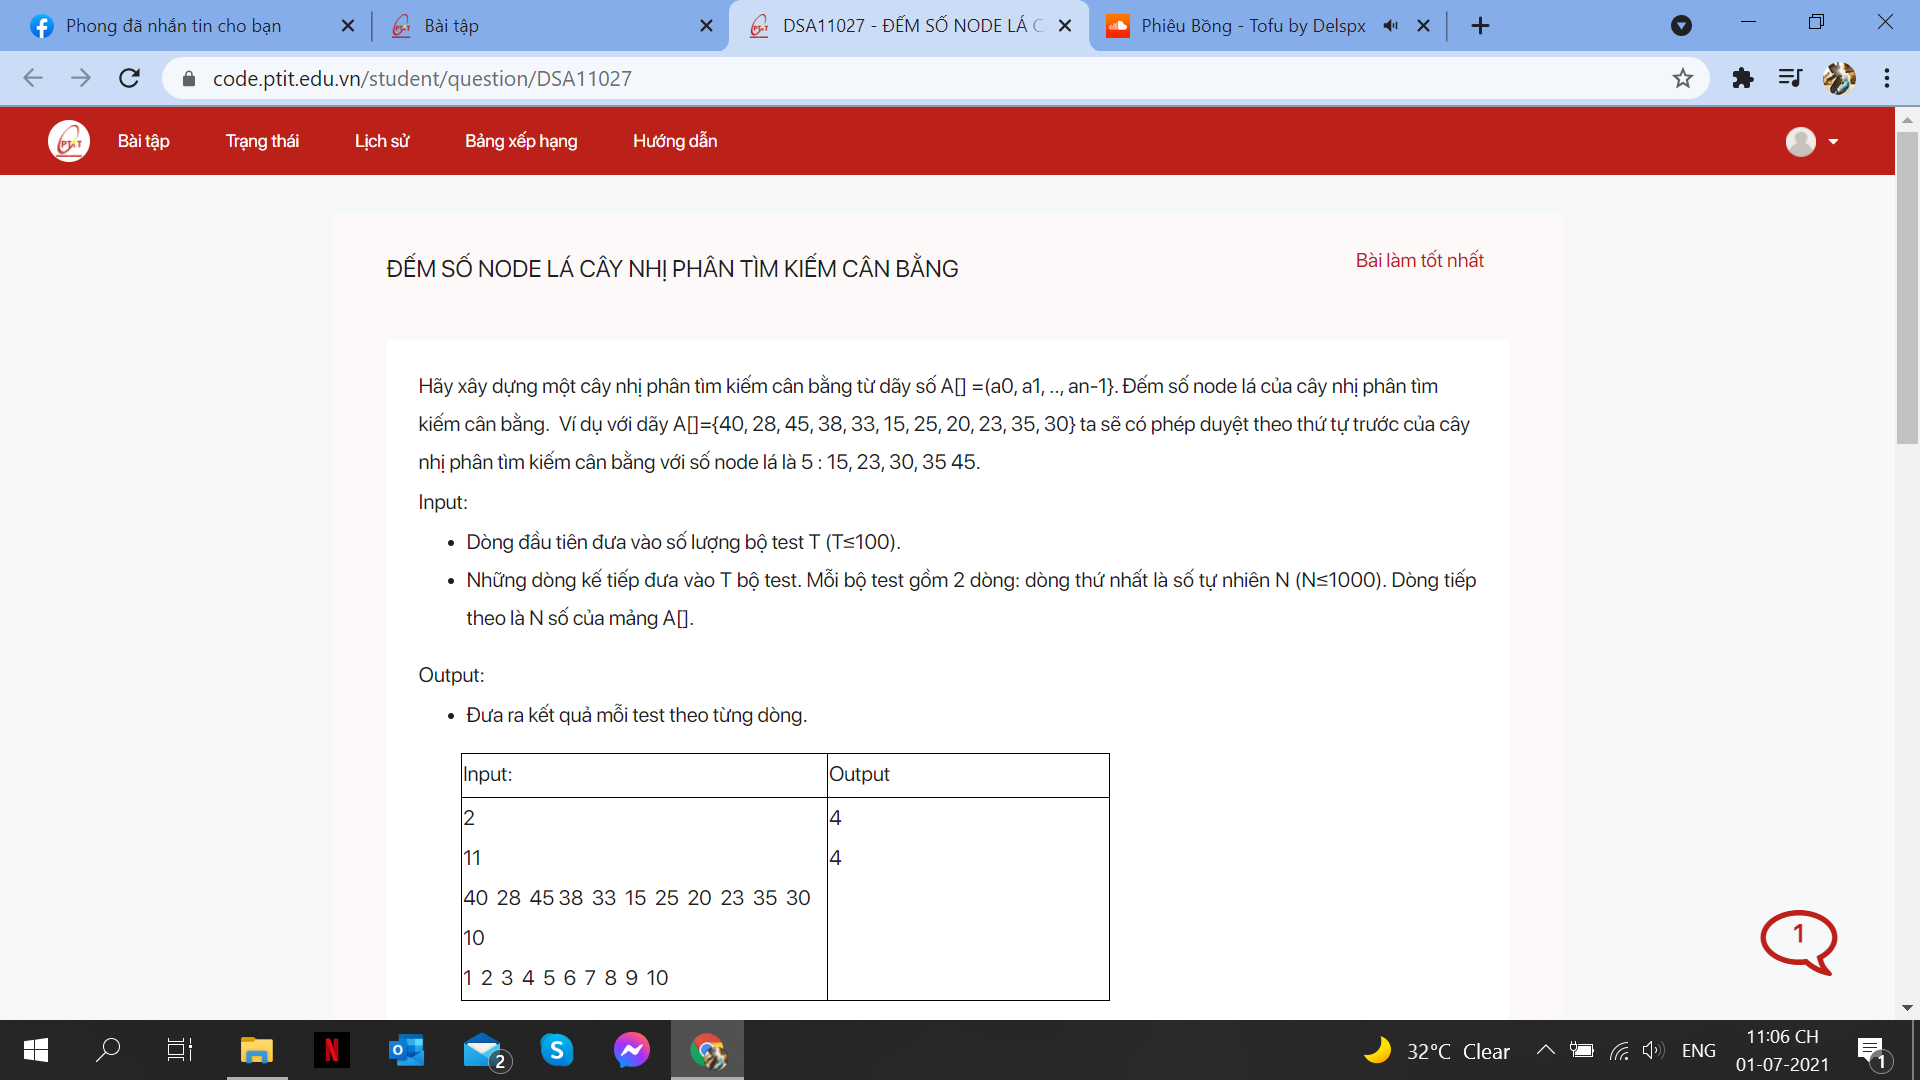 Phong đã nhắn tin cho bạn
Bài tập
DSA11027 - ĐẾM SỐ NODE LÁ C
Phiêu Bồng - Tofu by Delspx
code.ptit.edu.vn/student/question/DSA11027
Bài tập Trạng thái Lịch sử Bảng xếp hạng Hướng dẫn
ĐẾM SỐ NODE LÁ CÂY NHỊ PHÂN TÌM KIẾM CÂN BẰNG
Bài làm tốt nhất
Hãy xây dựng một cây nhị phân tìm kiếm cân bằng từ dãy số A[] =(a0, a1, .., an-1}. Đếm số node lá của cây nhị phân tìm
kiếm cân bằng. Ví dụ với dãy A[]={40, 28, 45, 38, 33, 15, 25, 20, 23, 35, 30} ta sẽ có phép duyệt theo thứ tự trước của cây
nhị phân tìm kiếm cân bằng với số node lá là 5 : 15, 23, 30, 35 45.
Input:
• Dòng đầu tiên đưa vào số lượng bộ test T (T≤100).
• Những dòng kế tiếp đưa vào T bộ test. Mỗi bộ test gồm 2 dòng: dòng thứ nhất là số tự nhiên N (N≤1000). Dòng tiếp
theo là N số của mảng A[].
Output:
• Đưa ra kết quả mỗi test theo từng dòng.
Input: Output
2 4
11 4
40 28 45 38 33 15 25 20 23 35 30
10
1 2 3 4 5 6 7 8 9 10
1
2
32°C Clear
ENG
11:06 CH
01-07-2021
1